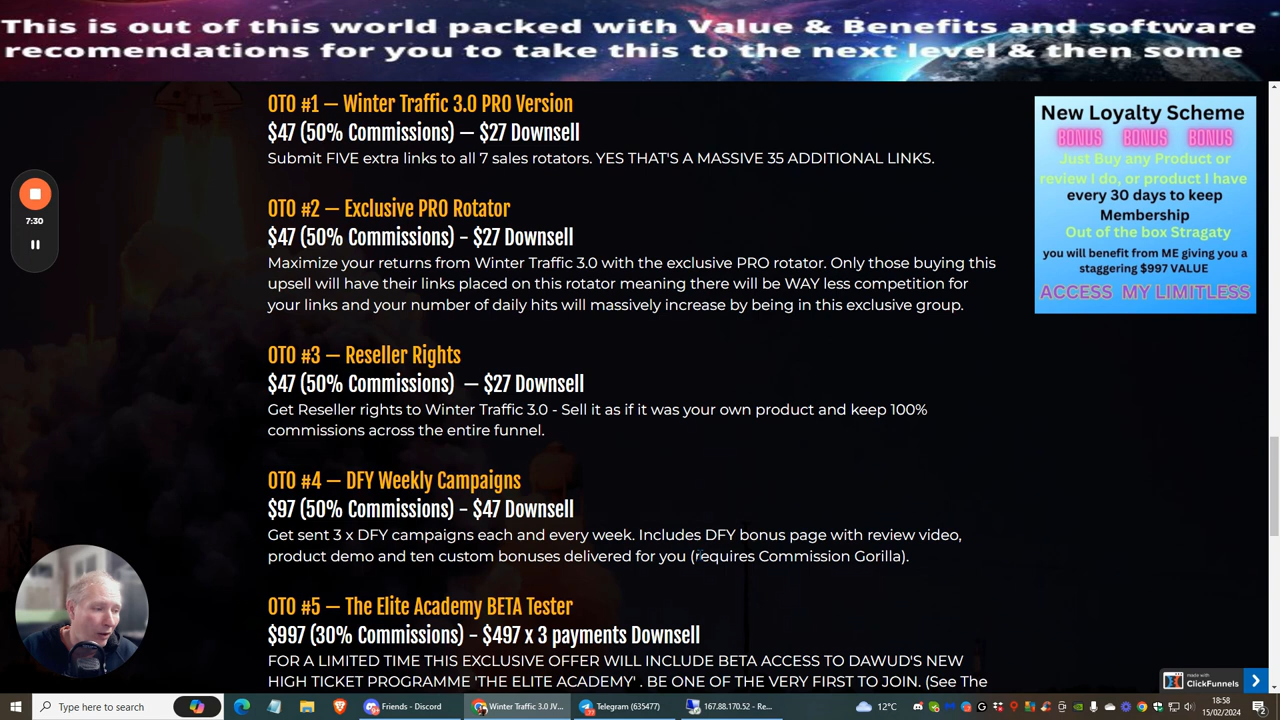 This is out of this world packed with Value & Benefits and software
recomendations for you to take this to the next level & then some
OTO #1 — Winter Traffic 3.0 PRO Version
$47 (50% Commissions) — $27 Downsell
Submit FIVE extra links to all 7 sales rotators. YES THAT'S A MASSIVE 35 ADDITIONAL LINKS.
OTO #2 — Exclusive PRO Rotator
$47 (50% Commissions) - $27 Downsell
Maximize your returns from Winter Traffic 3.0 with the exclusive PRO rotator. Only those buying this
upsell will have their links placed on this rotator meaning there will be WAY less competition for
your links and your number of daily hits will massively increase by being in this exclusive group.
OTO #3 — Reseller Rights
$47 (50% Commissions) — $27 Downsell
Get Reseller rights to Winter Traffic 3.0 - Sell it as if it was your own product and keep 100%
commissions across the entire funnel.
OTO #4 — DFY Weekly Campaigns
$97 (50% Commissions) - $47 Downsell
Get sent 3 x DFY campaigns each and every week. Includes DFY bonus page with review video,
product demo and ten custom bonuses delivered for you (requires Commission Gorilla).
OTO #5 — The Elite Academy BETA Tester
$997 (30% Commissions) - $497 x 3 payments Downsell
FOR A LIMITED TIME THIS EXCLUSIVE OFFER WILL INCLUDE BETA ACCESS TO DAWUD'S NEW
HIGH TICKET PROGRAMME 'THE ELITE ACADEMY' . BE ONE OF THE VERY FIRST TO JOIN. (See The
New Loyalty Scheme
BONUS BONUS BONUS
Just Buy any Product or
review I do, or product I have
every 30 days to keep
Membership
Out of the box Stragaty
you will benefit from ME giving you a
staggering $997 VALUE
ACCESS MY LIMITLESS
7:30
made with
ClickFunnels
Type here to search
Friends - Discord
Winter Traffic 3.0 JV...
Telegram (635477)
167.88.170.52 - Re...
12°C
18:58
15/02/2024
2